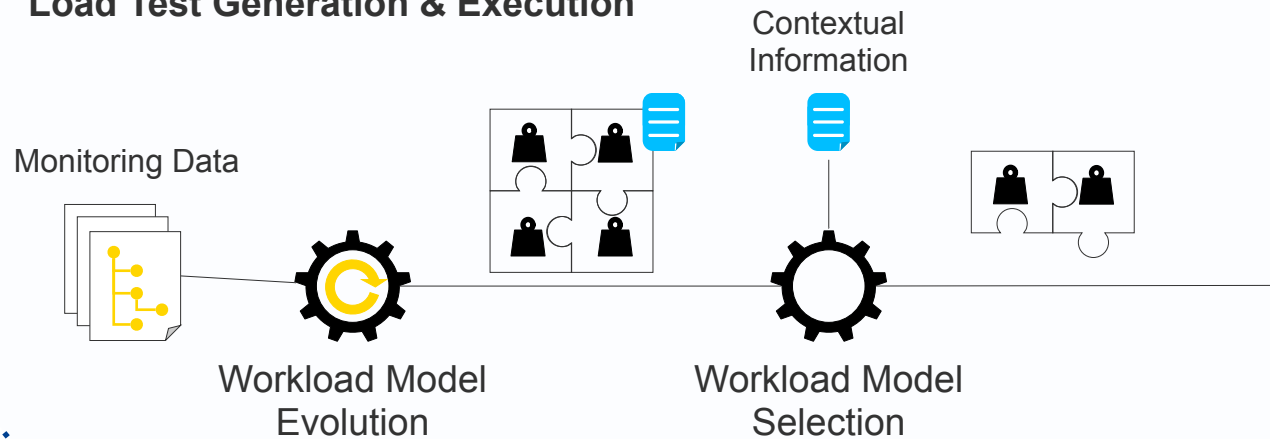 Load Test Generation & Execution
Contextual
Information
Monitoring Data
Workload Model
Evolution
Workload Model
Selection